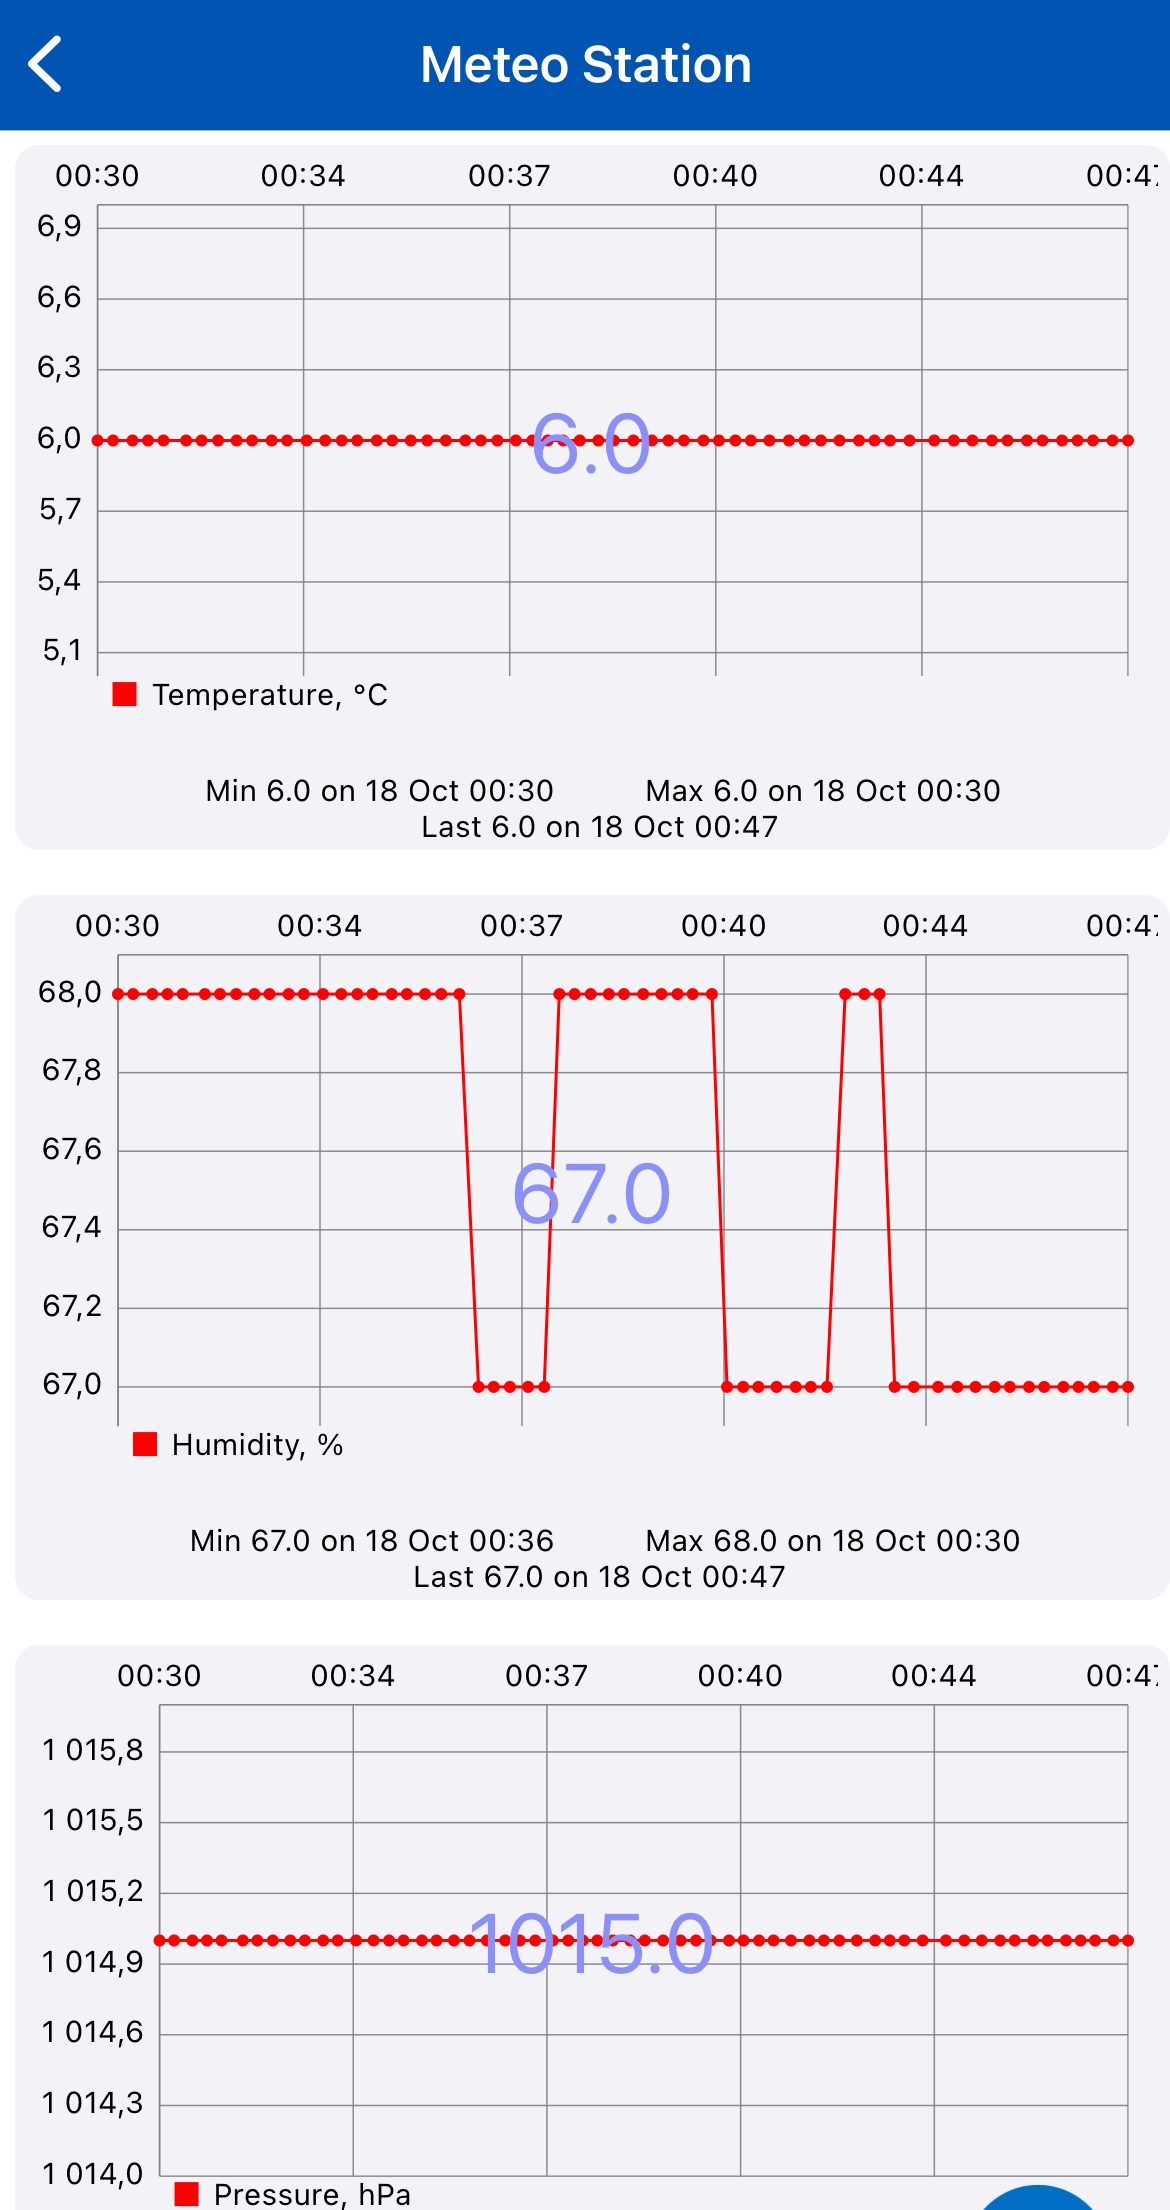 Meteo Station
00:30 00:34 00:37 00:40 00:44 00:47
6,9
6,6
6,3
6,0
6.0
5,7
5,4
5,1
Temperature, °C
Min 6.0 on 18 Oct 00:30 Max 6.0 on 18 Oct 00:30
Last 6.0 on 18 Oct 00:47
00:30 00:34 00:37 00:40 00:44 00:47
68,0
67,8
67,6
67.0
67,4
67,2
67,0
Humidity, %
Min 67.0 on 18 Oct 00:36 Max 68.0 on 18 Oct 00:30
Last 67.0 on 18 Oct 00:47
00:30 00:34 00:37 00:40 00:44 00:47
1 015,8
1 015,5
1 015,2
1015.0
1 014,9
1 014,6
1 014,3
1 014,0
Pressure, hPa